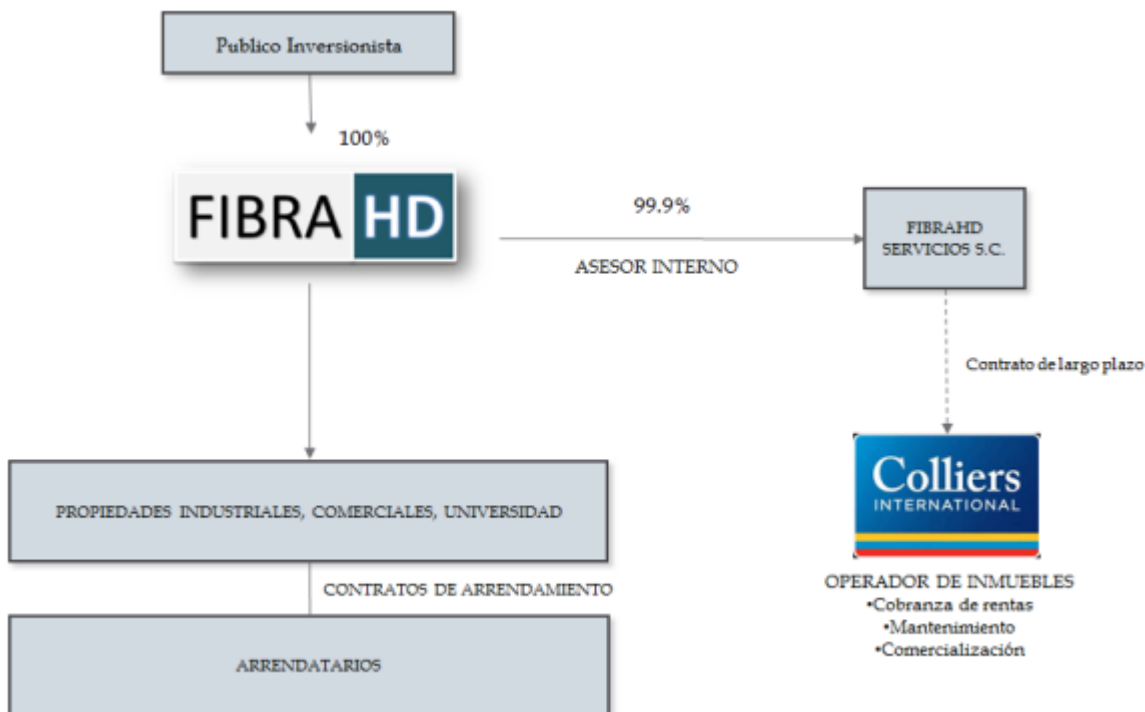 Publico Inversionista
100%
FIBRA HD
99.9%
ASESOR INTERNO
FIBRAHD
SERVICIOS S.C.
Contrato de largo plazo
Colliers
INTERNATIONAL
OPERADOR DE INMUEBLES
•Cobranza de rentas
•Mantenimiento
•Comercialización
PROPIEDADES INDUSTRIALES, COMERCIALES, UNIVERSIDAD
CONTRATOS DE ARRENDAMIENTO
ARRENDATARIOS